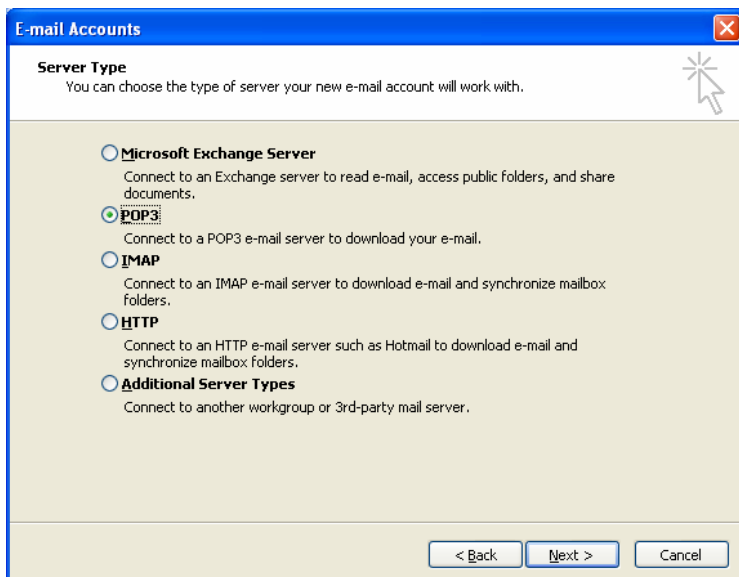 E-mail Accounts
Server Type
You can choose the type of server your new e-mail account will work with.
Microsoft Exchange Server
Connect to an Exchange server to read e-mail, access public folders, and share
documents.
POP3
Connect to a POP3 e-mail server to download your e-mail.
IMAP
Connect to an IMAP e-mail server to download e-mail and synchronize mailbox
folders.
HTTP
Connect to an HTTP e-mail server such as Hotmail to download e-mail and
synchronize mailbox folders.
Additional Server Types
Connect to another workgroup or 3rd-party mail server.
< Back Next > Cancel